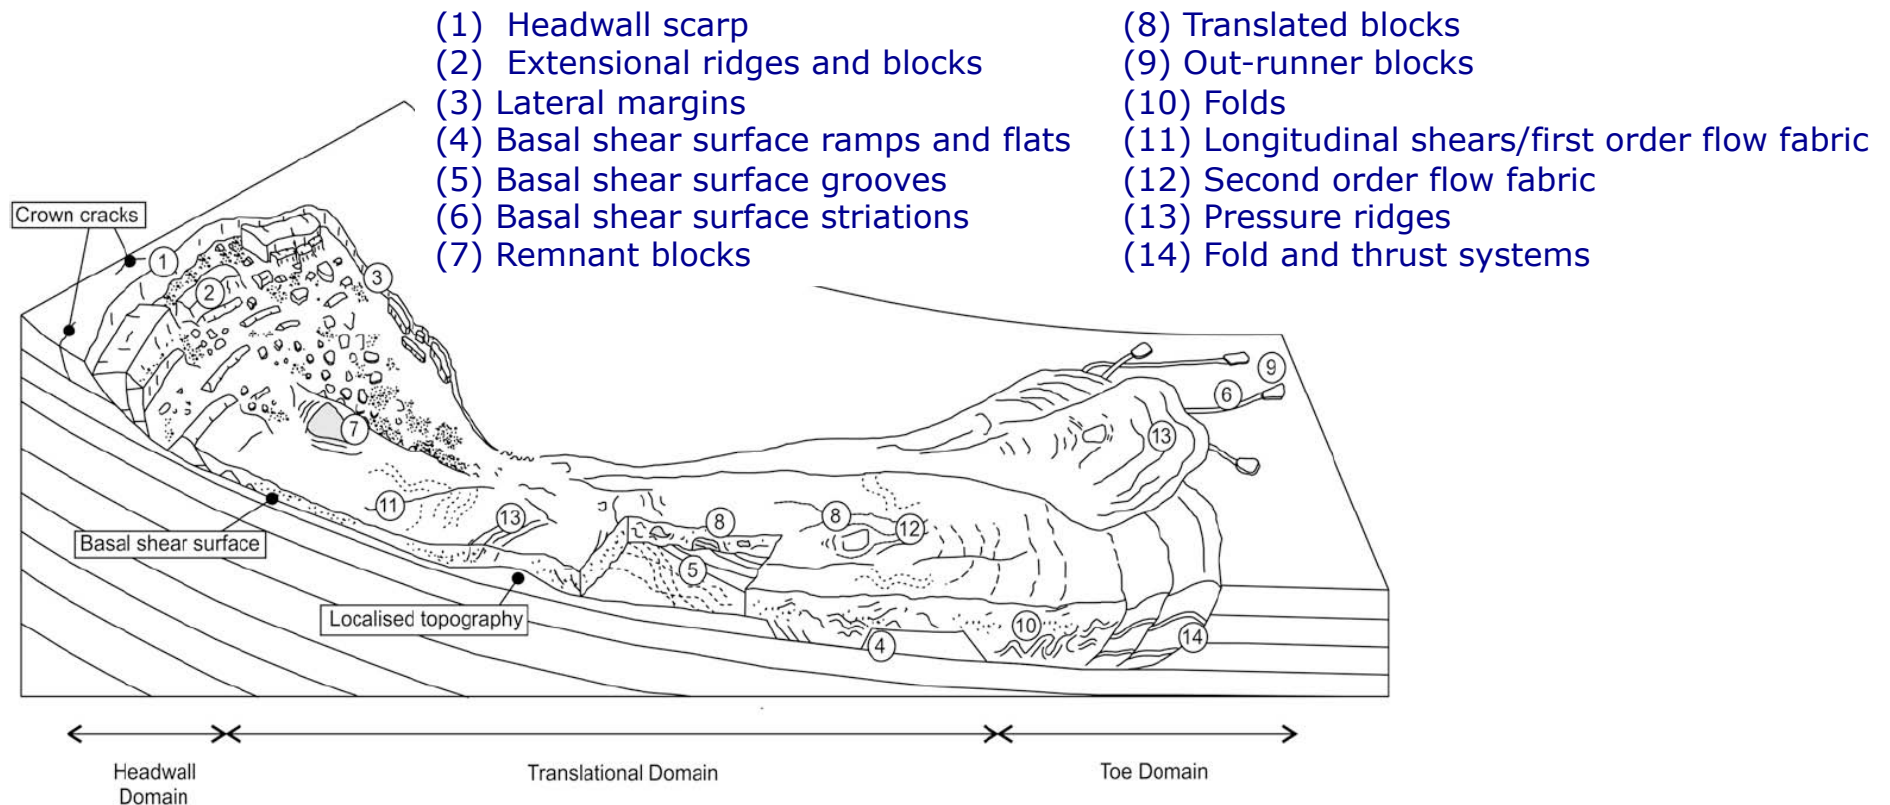 (1) Headwall scarp
(2) Extensional ridges and blocks
(3) Lateral margins
(4) Basal shear surface ramps and flats
(5) Basal shear surface grooves
(6) Basal shear surface striations
(7) Remnant blocks
(8) Translated blocks
(9) Out-runner blocks
(10) Folds
(11) Longitudinal shears/first order flow fabric
(12) Second order flow fabric
(13) Pressure ridges
(14) Fold and thrust systems
Crown cracks
1
2
3
7
9
6
13
11
13
8
8
12
5
10
4
14
Basal shear surface
Localised topography
Headwall
Domain
Translational Domain
Toe Domain